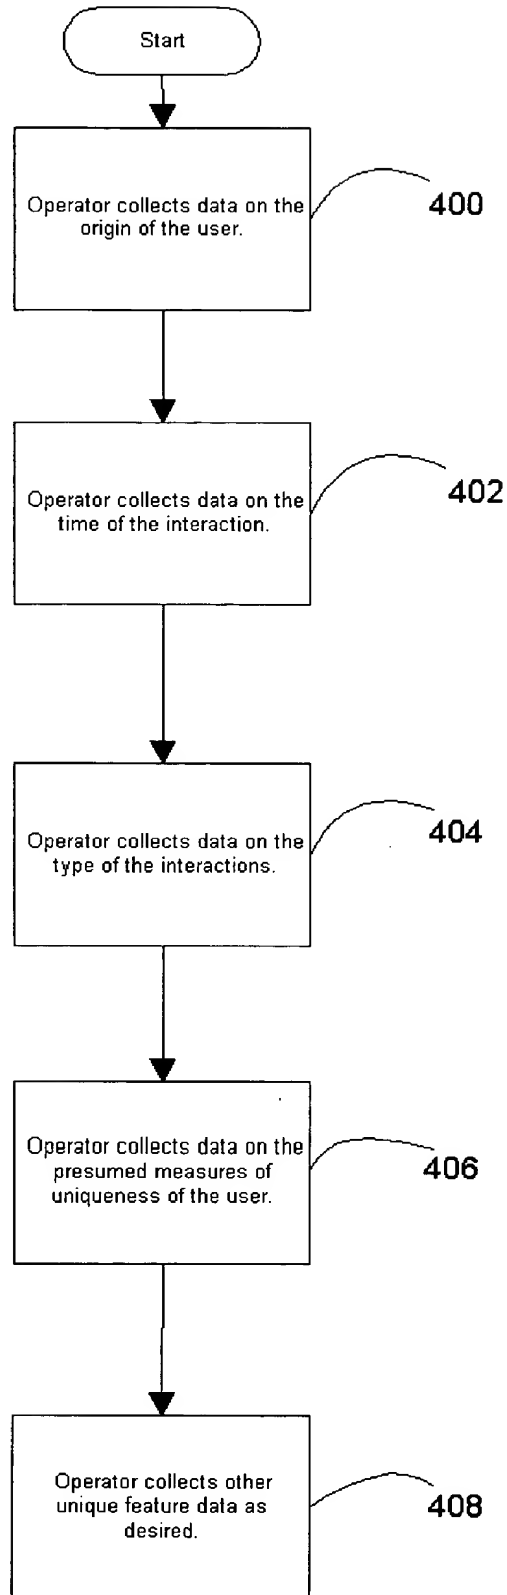 Start
Operator collects data on the
origin of the user.
400
Operator collects data on the
time of the interaction.
402
Operator collects data on the
type of the interactions.
404
Operator collects data on the
presumed measures of
uniqueness of the user.
406
Operator collects other
unique feature data as
desired.
408